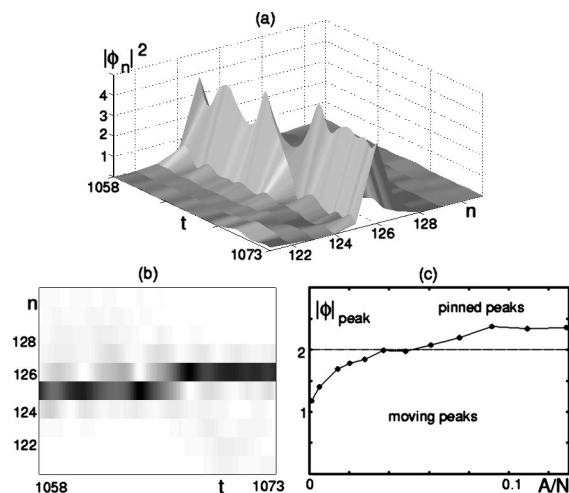 (a)
|ϕn|2
4
3
2
1
1058
t
1073
122
124
126
128
n
(b)
(c)
n
128
126
124
122
1058
t
1073
|ϕ|peak
pinned peaks
2
moving peaks
1
0
0
0.1
A/N